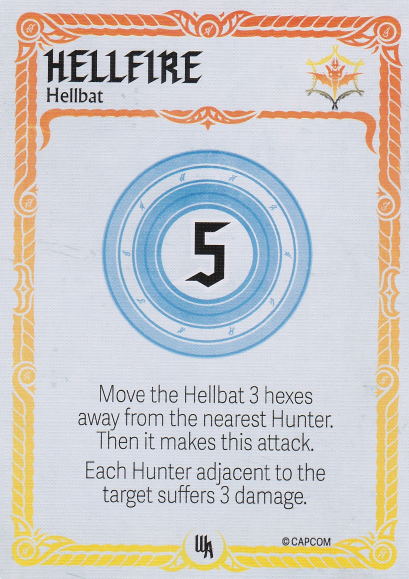 HELLFIRE
Hellbat
5
Move the Hellbat 3 hexes
away from the nearest Hunter.
Then it makes this attack.
Each Hunter adjacent to the
target suffers 3 damage.
© CAPCOM